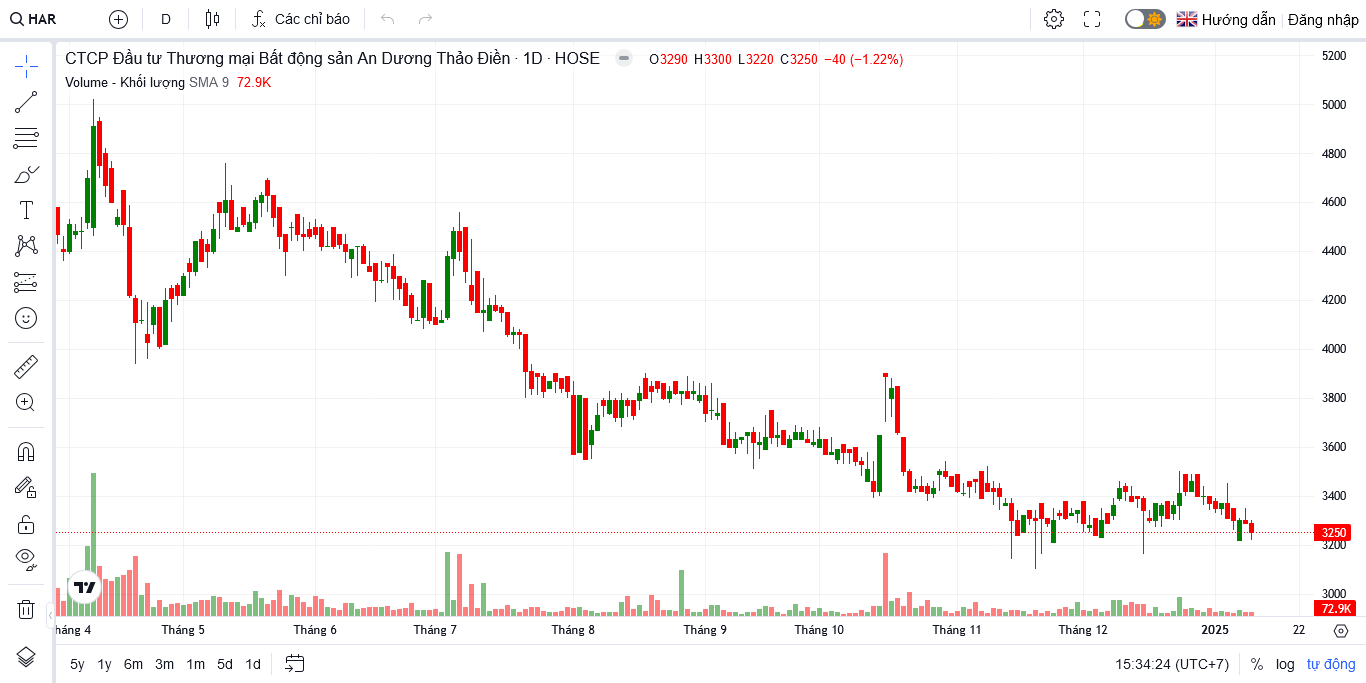 HAR D Các chỉ báo Hướng dẫn Đăng nhập
CTCP Đầu tư Thương mại Bất động sản An Dương Thảo Điền · 1D · HOSE O3290 H3300 L3220 C3250 −40 (−1.22%)
Volume - Khối lượng SMA 9 72.9K
5200
5000
4800
4600
4400
4200
4000
3800
3600
3400
3250
3200
3000
72.9K
háng 4 Tháng 5 Tháng 6 Tháng 7 Tháng 8 Tháng 9 Tháng 10 Tháng 11 Tháng 12 2025 22
5y 1y 6m 3m 1m 5d 1d 15:34:24 (UTC+7) % log tự động